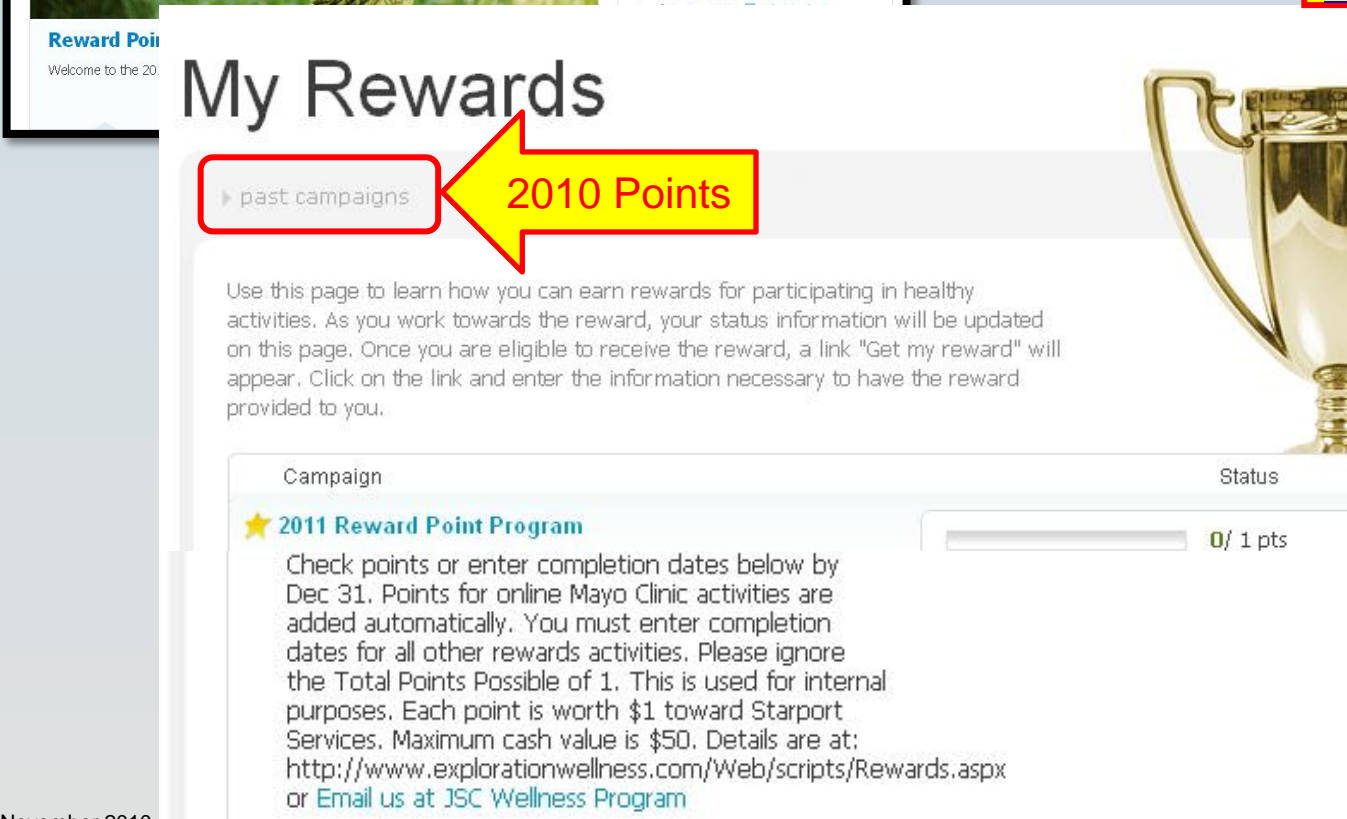 Reward Poi
Welcome to the 20
My Rewards
past campaigns
2010 Points
Use this page to learn how you can earn rewards for participating in healthy
activities. As you work towards the reward, your status information will be updated
on this page. Once you are eligible to receive the reward, a link "Get my reward" will
appear. Click on the link and enter the information necessary to have the reward
provided to you.
Campaign Status
2011 Reward Point Program
0/ 1 pts
Check points or enter completion dates below by
Dec 31. Points for online Mayo Clinic activities are
added automatically. You must enter completion
dates for all other rewards activities. Please ignore
the Total Points Possible of 1. This is used for internal
purposes. Each point is worth $1 toward Starport
Services. Maximum cash value is $50. Details are at:
http://www.explorationwellness.com/Web/scripts/Rewards.aspx
or Email us at JSC Wellness Program
November 2010